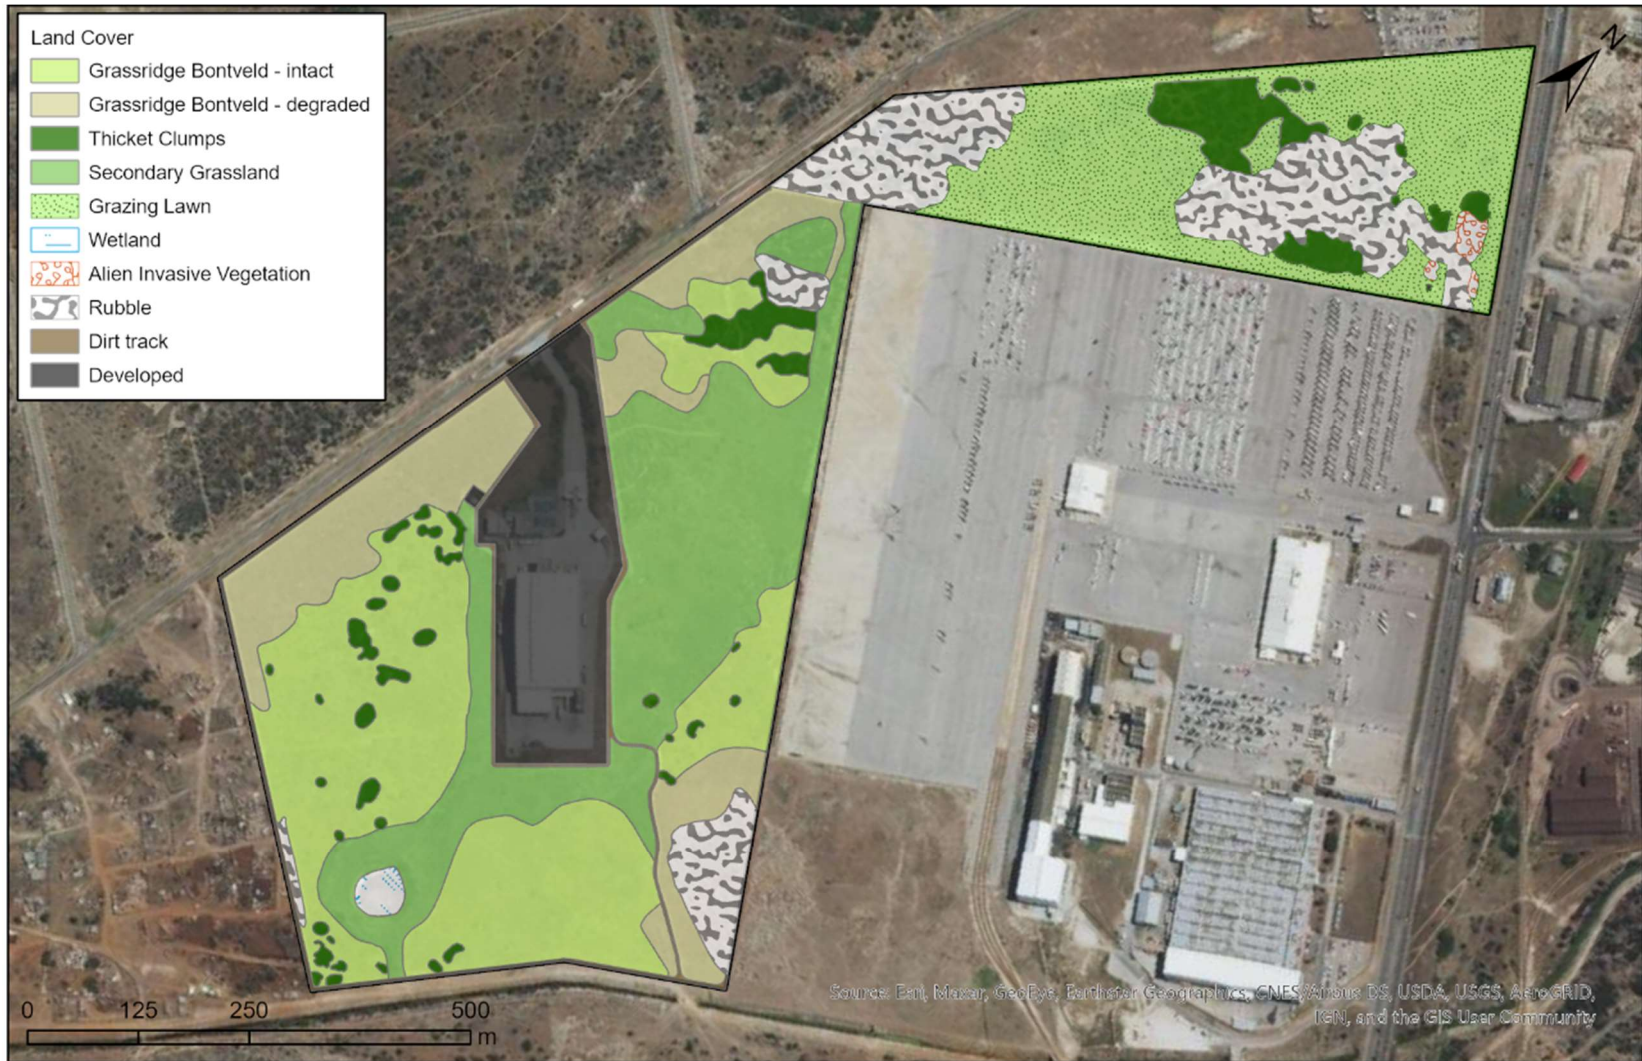 Land Cover
Grassridge Bontveld - intact
Grassridge Bontveld - degraded
Thicket Clumps
Secondary Grassland
Grazing Lawn
Wetland
Alien Invasive Vegetation
Rubble
Dirt track
Developed
N
0 125 250 500
m
Source: Esri, Maxar, GeoEye, Earthstar Geographics, CNES/Airbus DS, USDA, USGS, AeroGRID,
IGN, and the GIS User Community